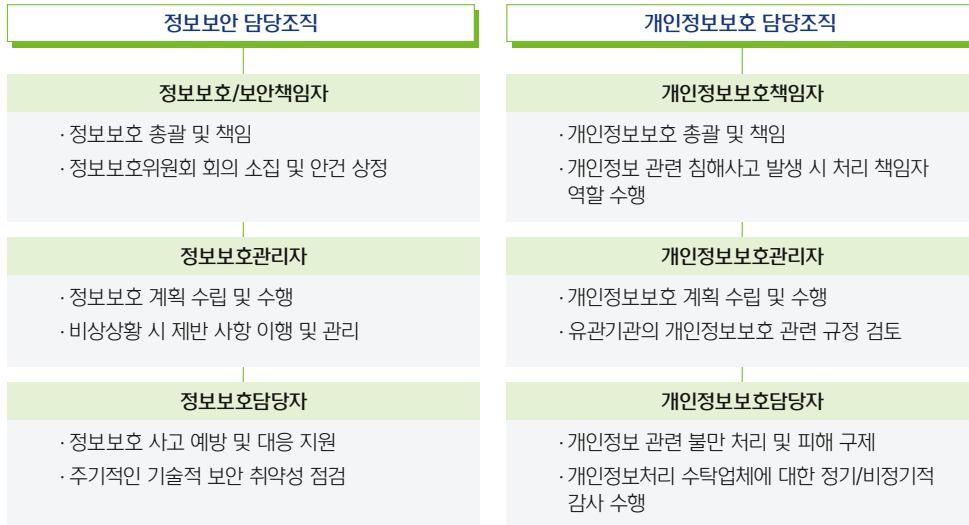 정보보안 담당조직
정보보호/보안책임자
· 정보보호 총괄 및 책임
· 정보보호위원회 회의 소집 및 안건 상정
정보보호관리자
· 정보보호 계획 수립 및 수행
· 비상상황 시 제반 사항 이행 및 관리
정보보호담당자
· 정보보호 사고 예방 및 대응 지원
· 주기적인 기술적 보안 취약성 점검
개인정보보호 담당조직
개인정보보호책임자
· 개인정보보호 총괄 및 책임
· 개인정보 관련 침해사고 발생 시 처리 책임자
역할 수행
개인정보보호관리자
· 개인정보보호 계획 수립 및 수행
· 유관기관의 개인정보보호 관련 규정 검토
개인정보보호담당자
· 개인정보 관련 불만 처리 및 피해 구제
· 개인정보처리 수탁업체에 대한 정기/비정기적
감사 수행